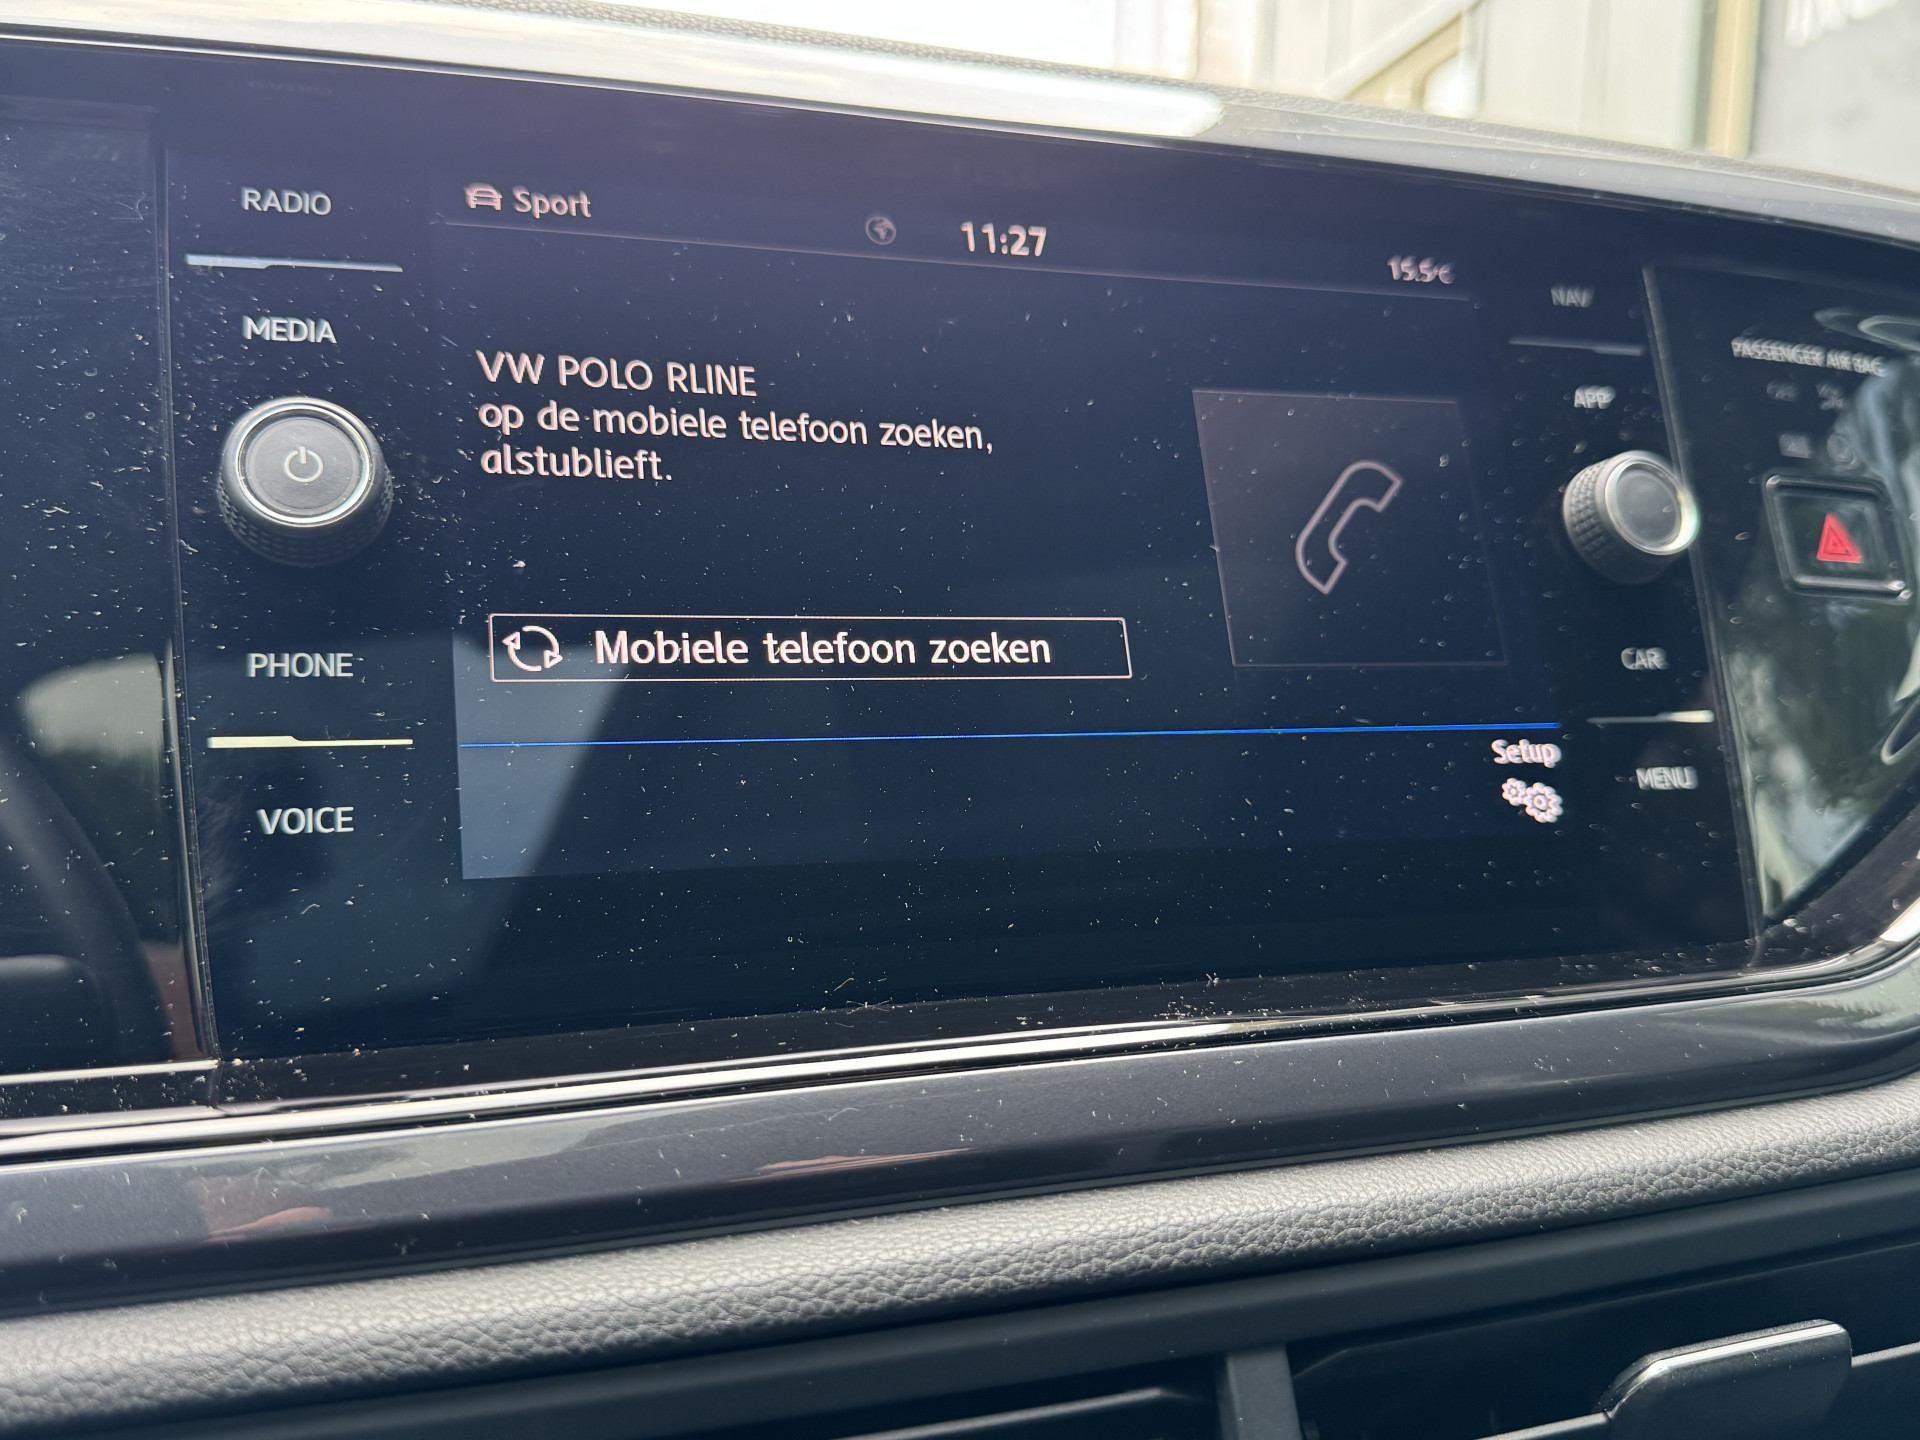 RADIO
MEDIA
PHONE
VOICE
Sport
11:27
15.5°C
VW POLO RLINE
op de mobiele telefoon zoeken,
alstublieft.
Mobiele telefoon zoeken
Setup
NAV
APP
CAR
MENU
PASSENGER AIR BAG